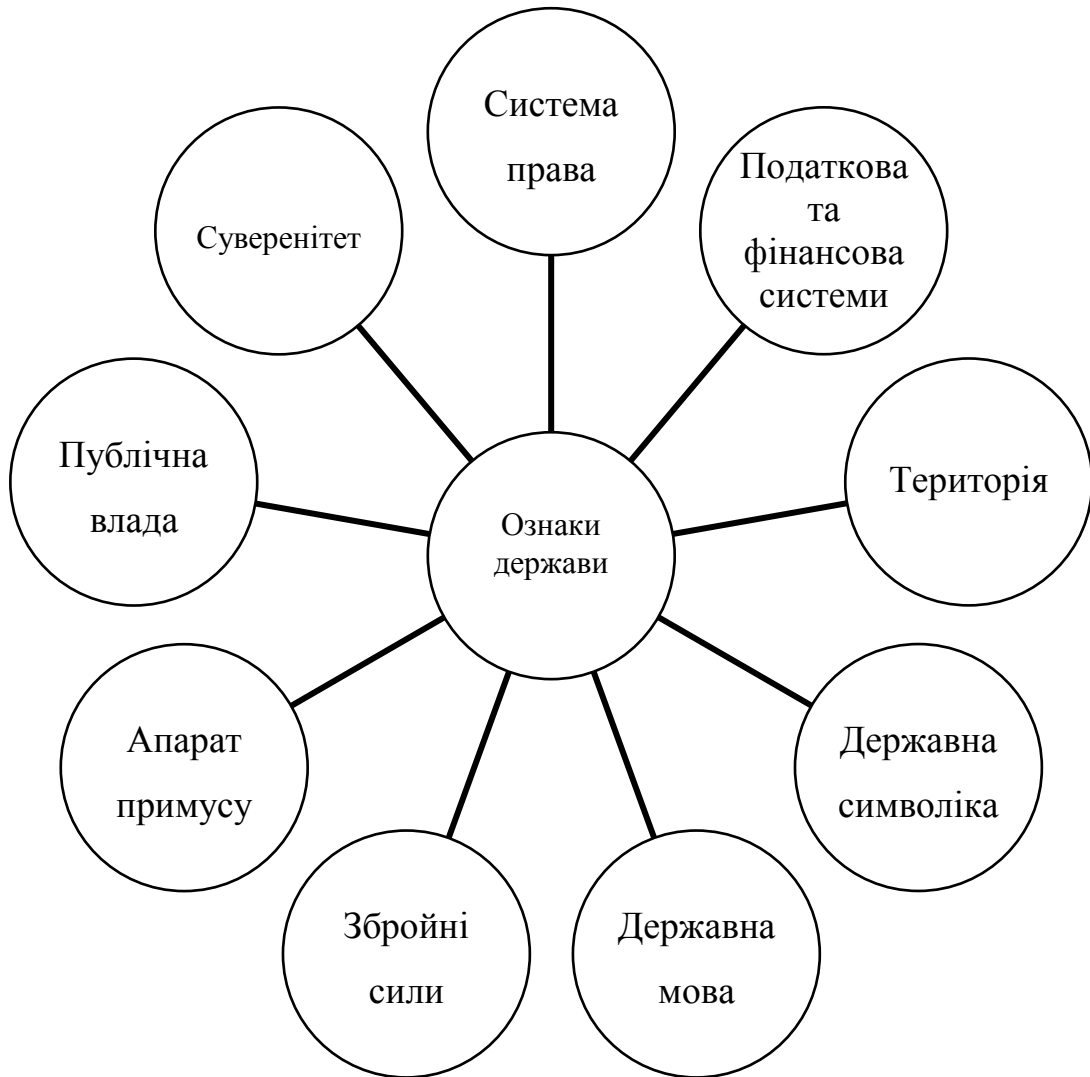 Система
права
Податкова
та
фінансова
системи
Суверенітет
Територія
Публічна
влада
Ознаки
держави
Апарат
примусу
Державна
символіка
Збройні
сили
Державна
мова